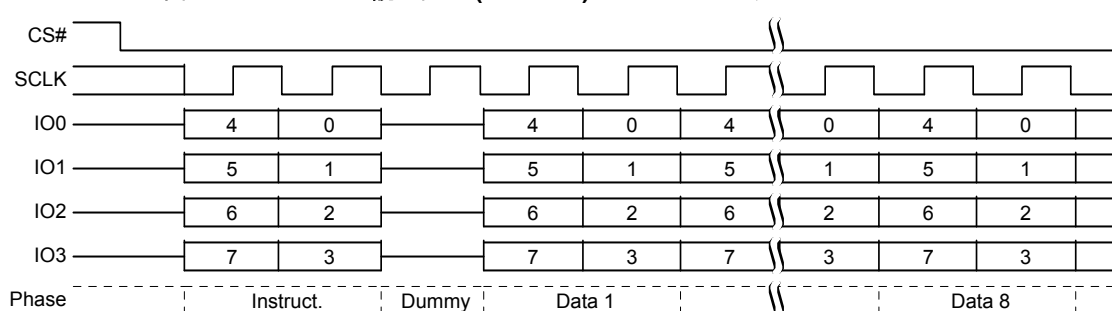 CS#
SCLK
IO0 4 0 4 0 4 0 4 0
IO1 5 1 5 1 5 1 5 1
IO2 6 2 6 2 6 2 6 2
IO3 7 3 7 3 7 3 7 3
Phase Instruct. Dummy Data 1 Data 8